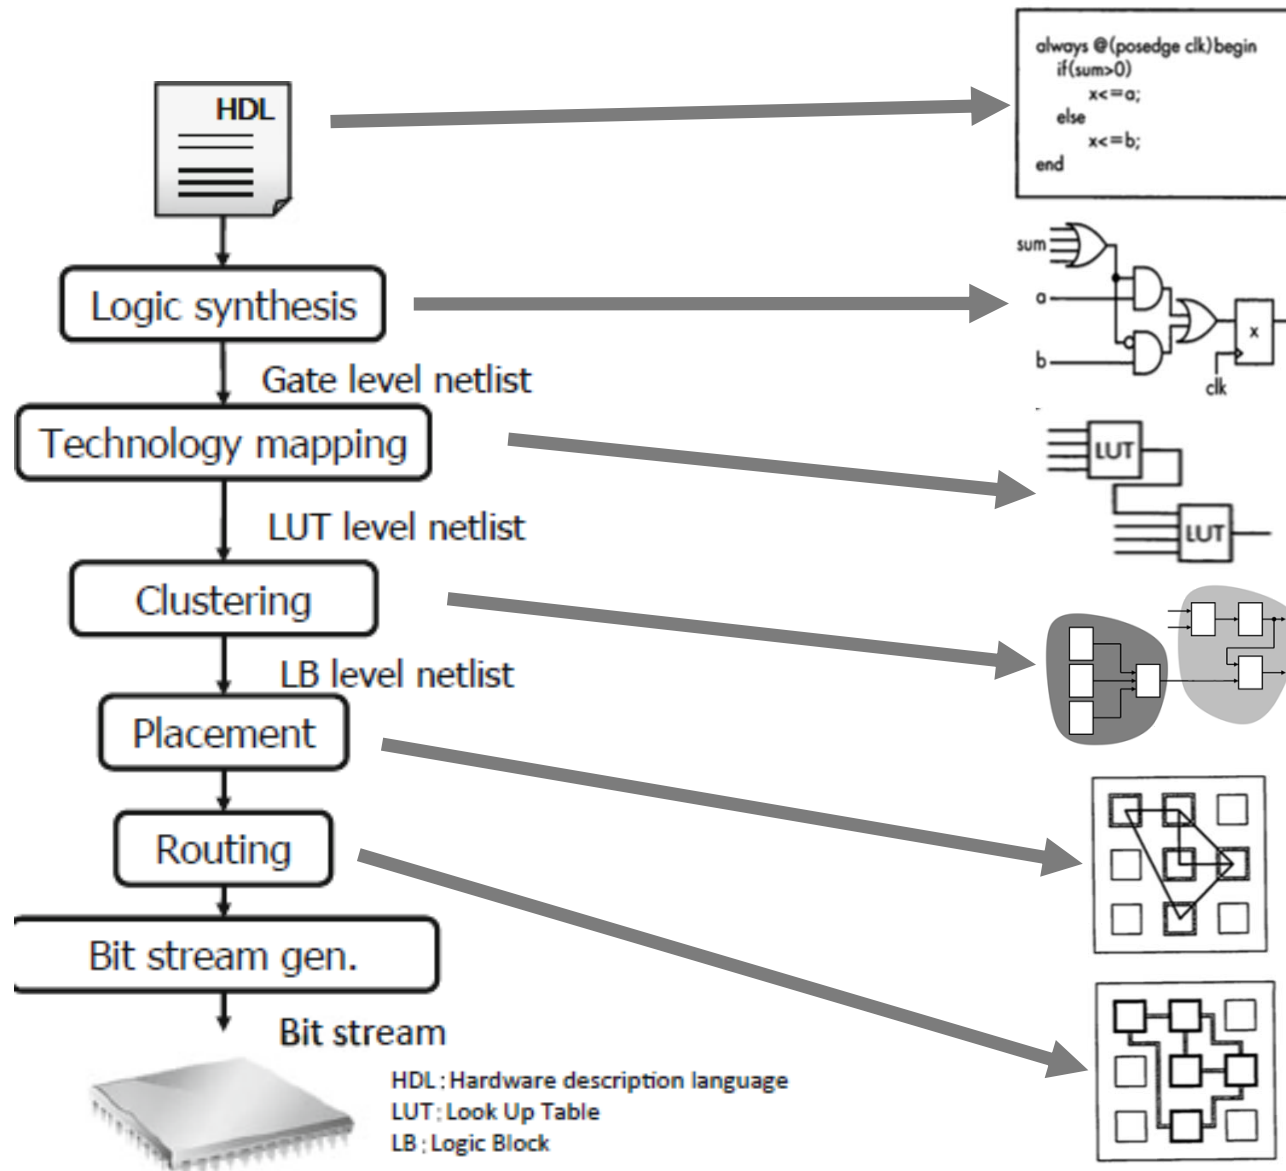 HDL
always @(posedge clk)begin
if(sum>0)
x<=a;
else
x<=b;
end
Logic synthesis
sum
a
b
x
clk
Gate level netlist
Technology mapping
LUT
LUT
LUT level netlist
Clustering
LB level netlist
Placement
Routing
Bit stream gen.
Bit stream
HDL : Hardware description language
LUT : Look Up Table
LB : Logic Block